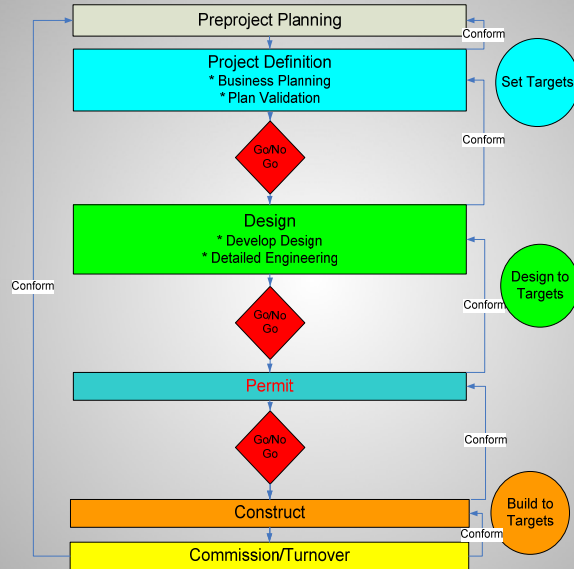 Preproject Planning
Conform
Project Definition
* Business Planning
* Plan Validation
Set Targets
Conform
Go/No
Go
Design
* Develop Design
* Detailed Engineering
Conform
Design to
Targets
Conform
Go/No
Go
Permit
Go/No
Go
Conform
Construct
Build to
Targets
Conform
Commission/Turnover